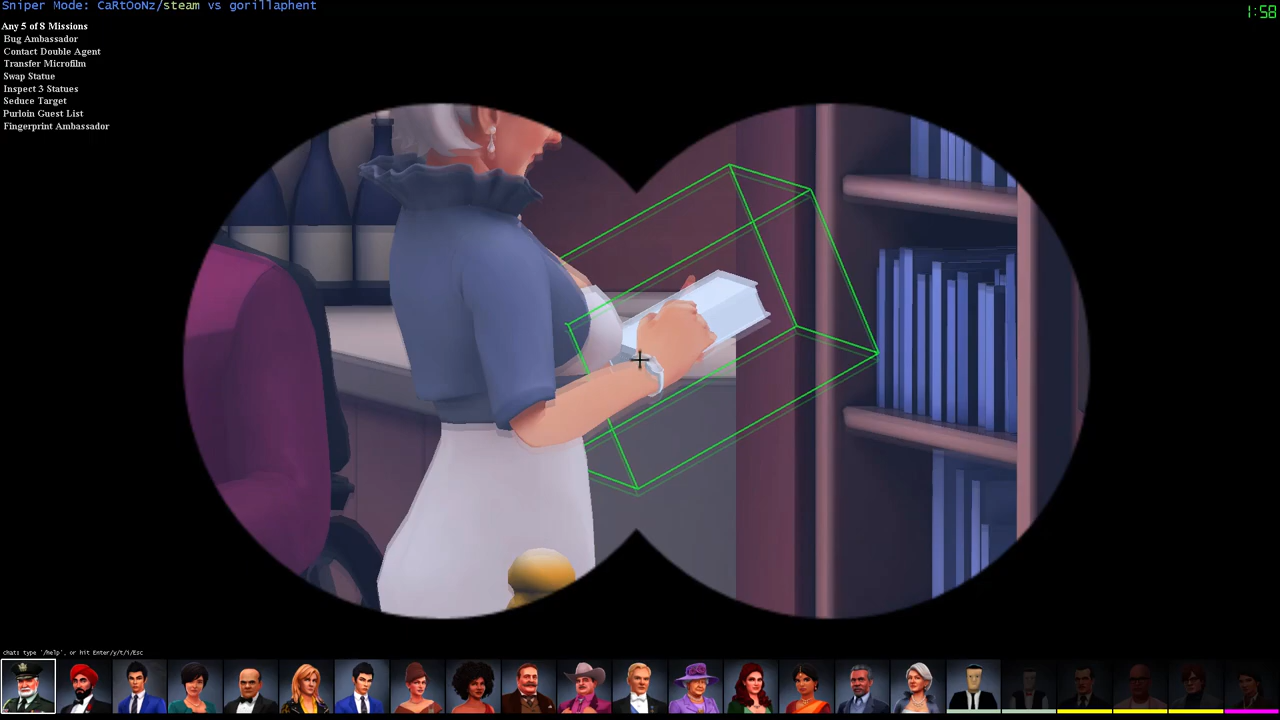 Sniper Mode: CaRtOoNz/steam vs gorillaphent
1:58
Any 5 of 8 Missions
Bug Ambassador
Contact Double Agent
Transfer Microfilm
Swap Statue
Inspect 3 Statues
Seduce Target
Purloin Guest List
Fingerprint Ambassador
chat: type '/help', or hit Enter/y/t/i/Esc